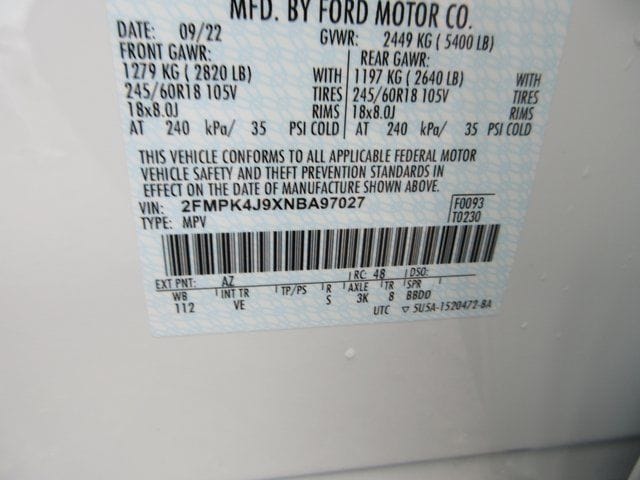 MFD. BY FORD MOTOR CO.
DATE: 09/22 GVWR: 2449 KG (5400 LB)
FRONT GAWR: REAR GAWR:
1279 KG (2820 LB) WITH 1197 KG (2640 LB) WITH
245/60R18 105V TIRES 245/60R18 105V TIRES
18x8.0J RIMS 18x8.0J RIMS
AT 240 kPa/ 35 PSI COLD AT 240 kPa/ 35 PSI COLD
THIS VEHICLE CONFORMS TO ALL APPLICABLE FEDERAL MOTOR
VEHICLE SAFETY AND THEFT PREVENTION STANDARDS IN
EFFECT ON THE DATE OF MANUFACTURE SHOWN ABOVE.
VIN: 2FMPK4J9XNBA97027 F0093
TYPE: MPV T0230
EXT PNT: AZ RC: 48 DSO:
WB INT TR TP/PS R AXLE TR SPR
112 VE S 3K 8 BBDD
UTC ▽ 5U5A-1520472-BA